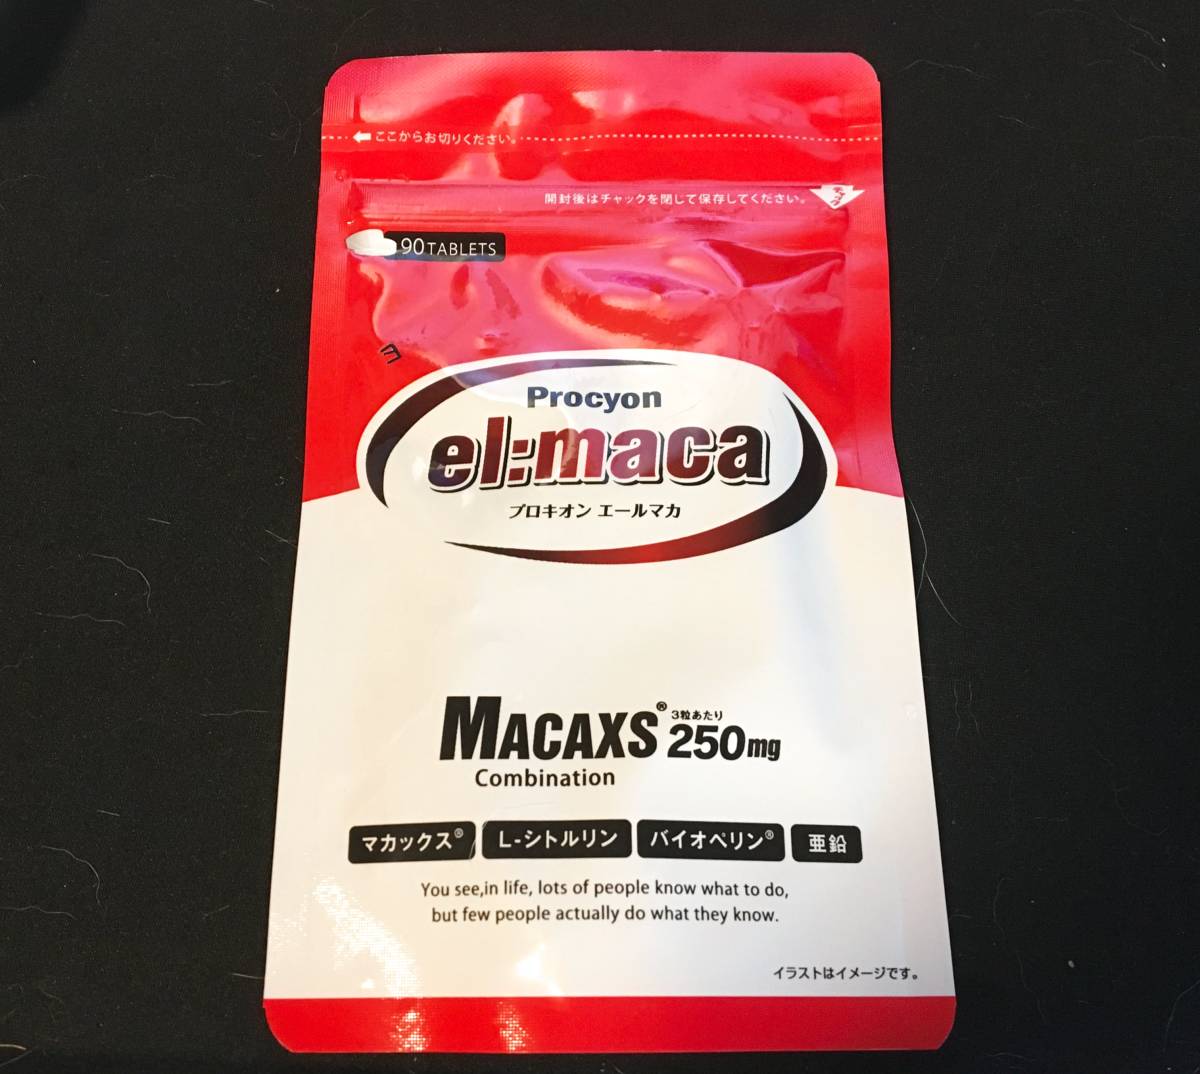 ここからお切りください。
開封後はチャックを閉じて保存してください。
チャック
90TABLETS
Procyon
el:maca
プロキオン エールマカ
MACAXS® 3粒あたり 250mg
Combination
マカックス® L-シトルリン バイオペリン® 亜鉛
You see,in life, lots of people know what to do,
but few people actually do what they know.
イラストはイメージです。